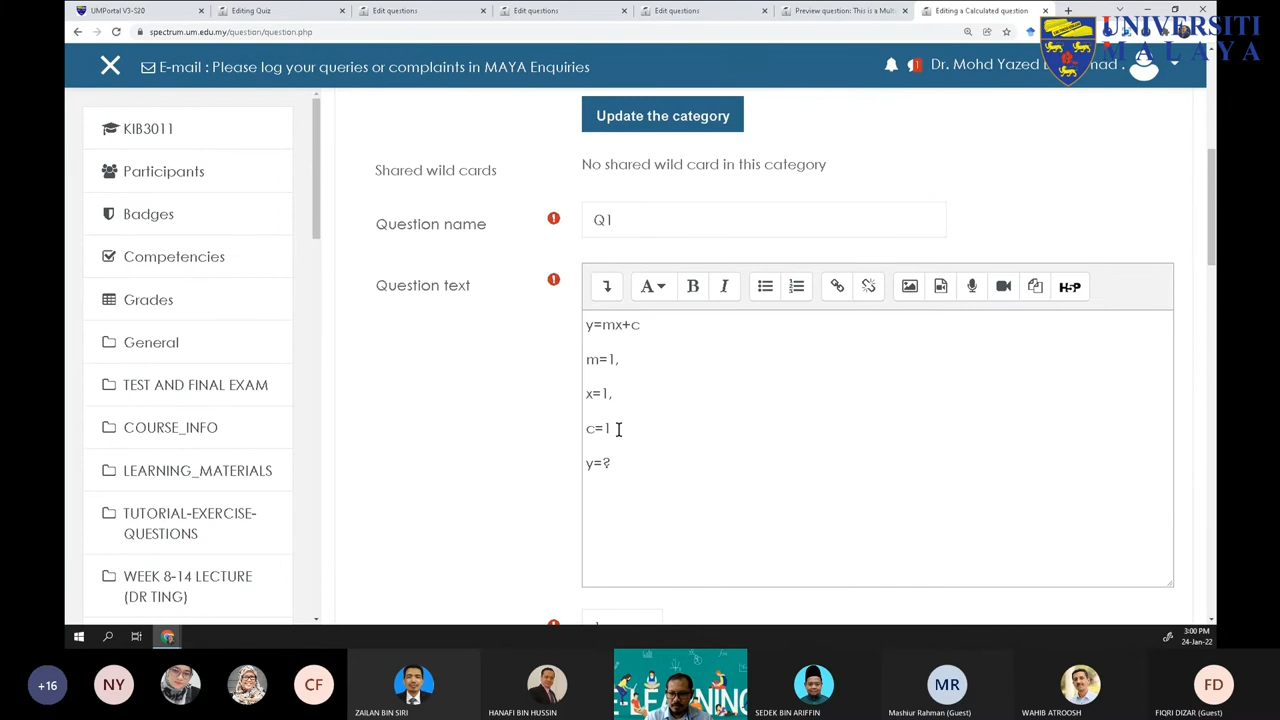 UMPortal V3-S20
Editing Quiz
Edit questions
Edit questions
Edit questions
Preview question: This is a Mult
Editing a Calculated question
spectrum.um.edu.my/question/question.php
UNIVERSITI
MALAYA
E-mail : Please log your queries or complaints in MAYA Enquiries
Dr. Mohd Yazed
KIB3011
Participants
Badges
Competencies
Grades
General
TEST AND FINAL EXAM
COURSE_INFO
LEARNING_MATERIALS
TUTORIAL-EXERCISE-
QUESTIONS
WEEK 8-14 LECTURE
(DR TING)
Update the category
Shared wild cards
No shared wild card in this category
Question name
Q1
Question text
A
B
I
H-P
y=mx+c
m=1,
x=1,
c=1
y=?
3:00 PM
24-Jan-22
+16
NY
CF
E-LEARNING
MR
FD
ZAILAN BIN SIRI
HANAFI BIN HUSSIN
SEDEK BIN ARIFFIN
Mashiur Rahman (Guest)
WAHIB ATROOSH
FIQRI DIZAR (Guest)